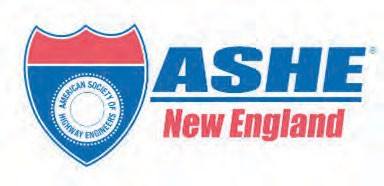 AMERICAN SOCIETY OF
HIGHWAY ENGINEERS
ASHE®
New England